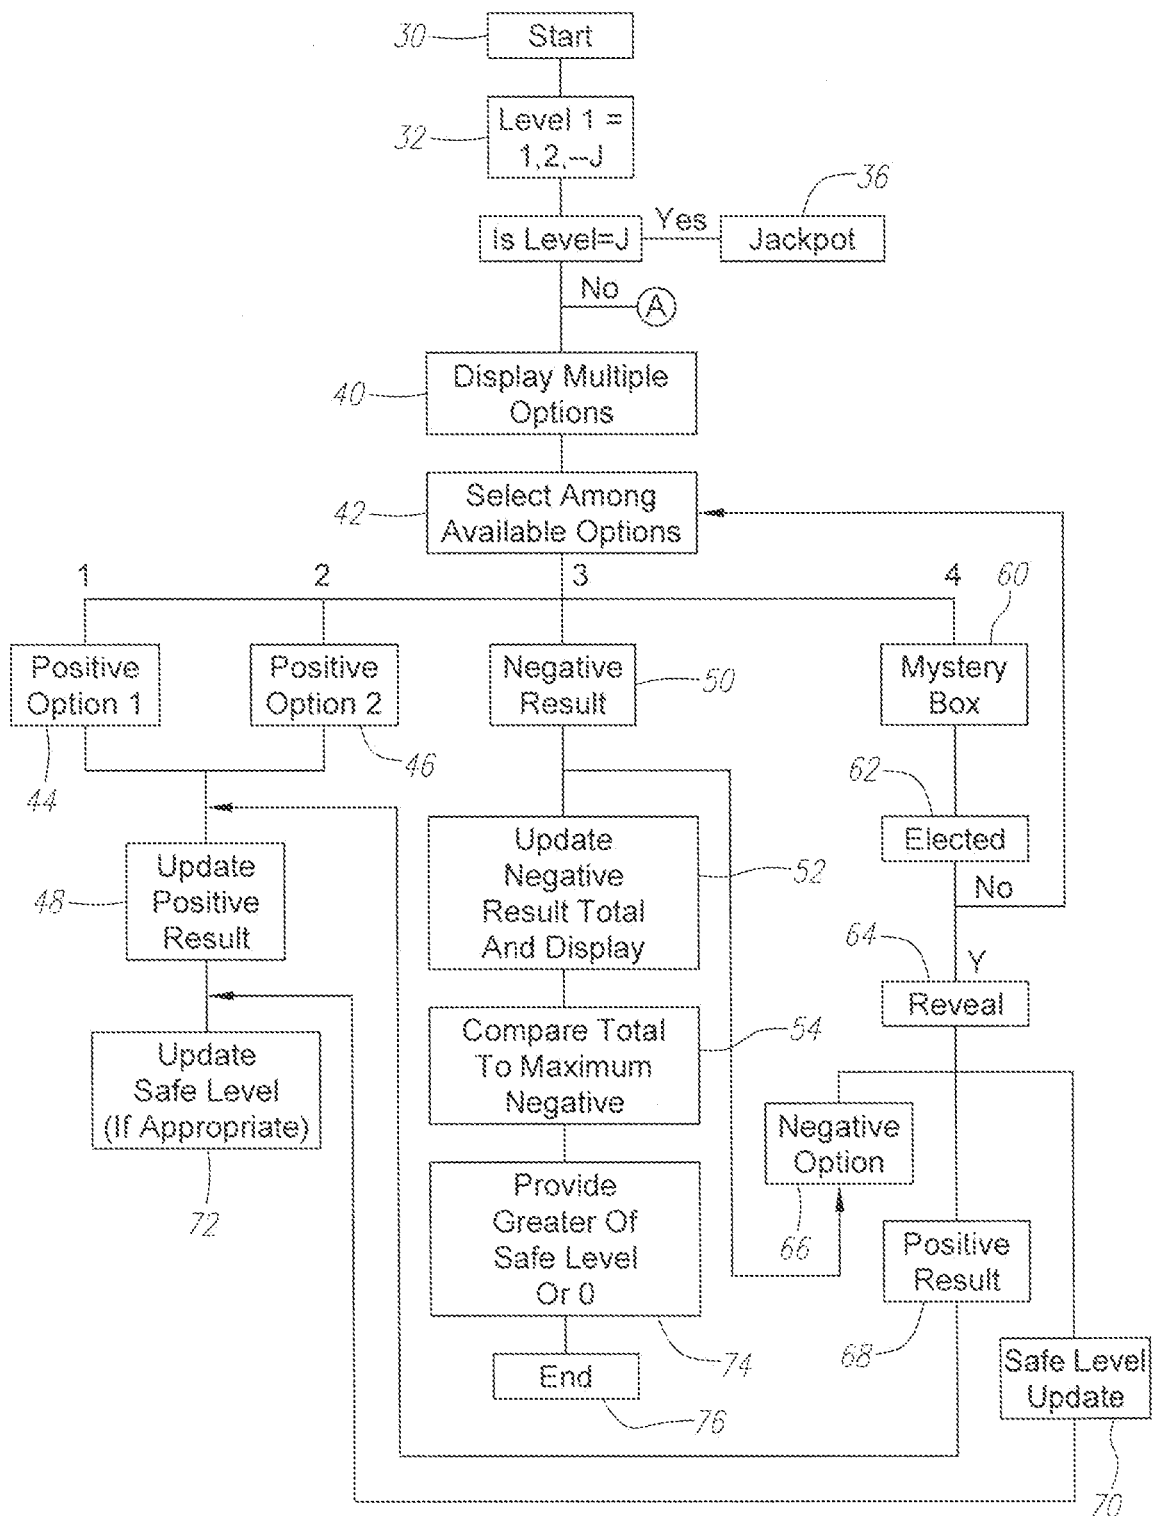 30
Start
32
Level 1 =
1,2,--J
36
Is Level=J
Yes
Jackpot
No
A
40
Display Multiple
Options
42
Select Among
Available Options
1
2
3
4
60
Positive
Option 1
Positive
Option 2
Negative
Result
50
Mystery
Box
44
46
62
Elected
No
48
Update
Positive
Result
Update
Negative
Result Total
And Display
52
64
Y
Reveal
Update
Safe Level
(If Appropriate)
72
Compare Total
To Maximum
Negative
54
Negative
Option
66
Provide
Greater Of
Safe Level
Or 0
74
Positive
Result
68
End
76
Safe Level
Update
70